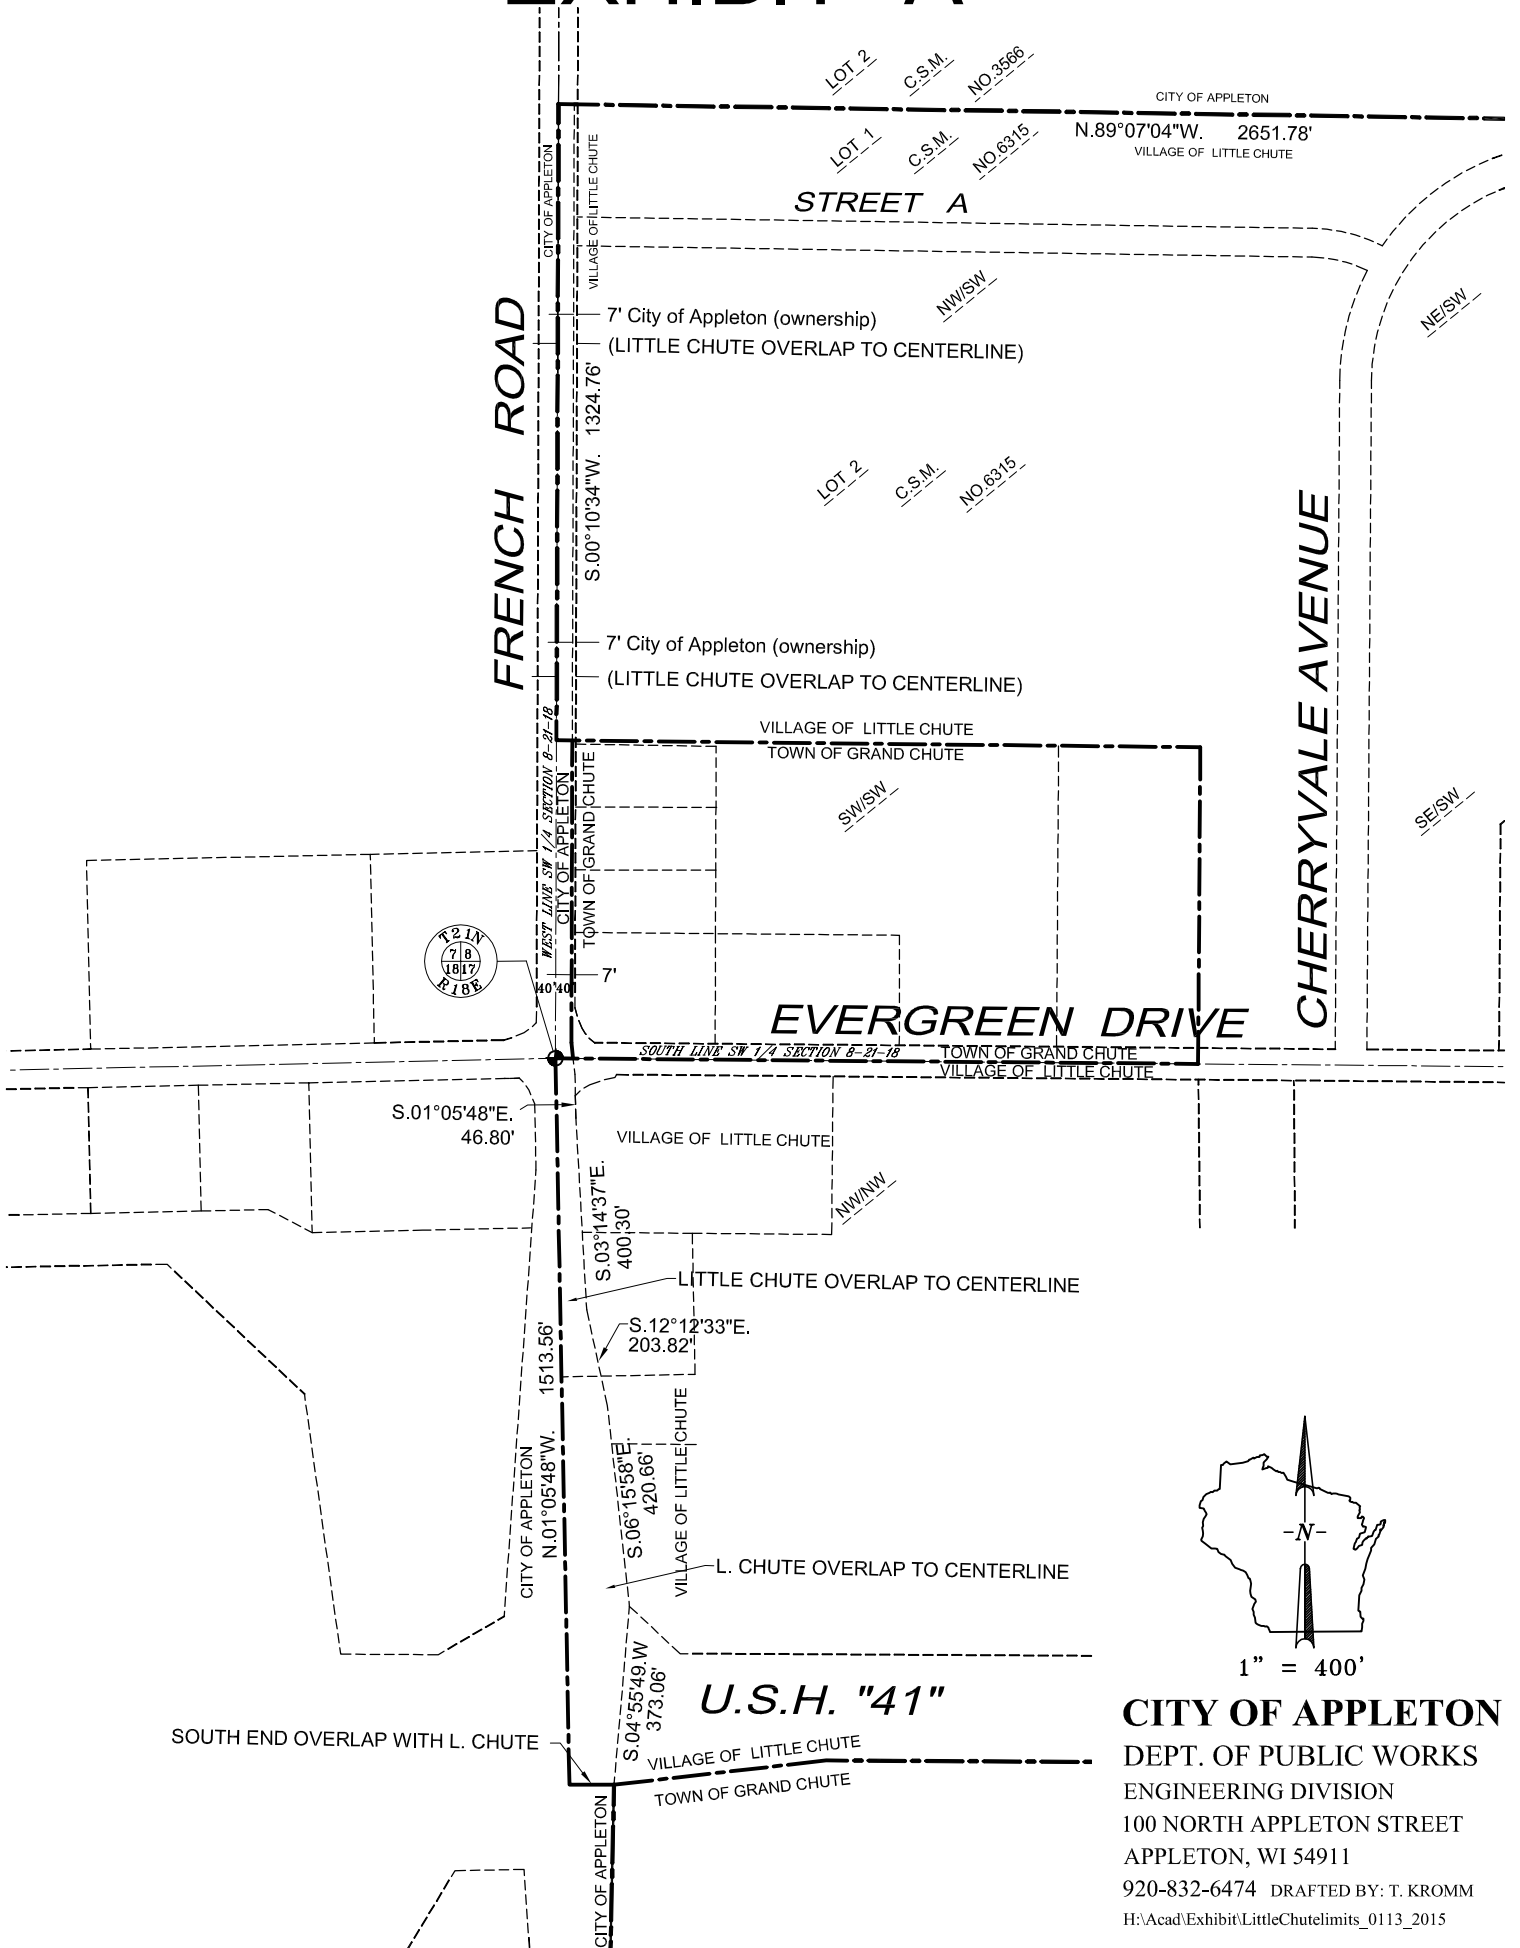 EXHIBIT "A"
LOT 2 C.S.M. NO.3566
CITY OF APPLETON
N.89°07'04"W. 2651.78'
VILLAGE OF LITTLE CHUTE
LOT 1 C.S.M. NO.6315
CITY OF APPLETON
VILLAGE OF LITTLE CHUTE
STREET A
NW/SW
NE/SW
7' City of Appleton (ownership)
(LITTLE CHUTE OVERLAP TO CENTERLINE)
FRENCH ROAD
S.00°10'34"W. 1324.76'
LOT 2 C.S.M. NO.6315
CHERRYVALE AVENUE
7' City of Appleton (ownership)
(LITTLE CHUTE OVERLAP TO CENTERLINE)
VILLAGE OF LITTLE CHUTE
TOWN OF GRAND CHUTE
WEST LINE SW 1/4 SECTION 8-21-18
CITY OF APPLETON
TOWN OF GRAND CHUTE
SW/SW
SE/SW
T21N
7 8
18 17
R18E
7'
40' 40'
EVERGREEN DRIVE
SOUTH LINE SW 1/4 SECTION 8-21-18
TOWN OF GRAND CHUTE
VILLAGE OF LITTLE CHUTE
S.01°05'48"E.
46.80'
VILLAGE OF LITTLE CHUTE
NW/NW
S.03°14'37"E.
400.30'
LITTLE CHUTE OVERLAP TO CENTERLINE
S.12°12'33"E.
203.82'
N.01°05'48"W. 1513.56'
CITY OF APPLETON
S.06°15'58"E.
420.66'
VILLAGE OF LITTLE CHUTE
L. CHUTE OVERLAP TO CENTERLINE
-N-
1" = 400'
S.04°55'49.W
373.06'
U.S.H. "41"
SOUTH END OVERLAP WITH L. CHUTE
VILLAGE OF LITTLE CHUTE
TOWN OF GRAND CHUTE
CITY OF APPLETON
CITY OF APPLETON
DEPT. OF PUBLIC WORKS
ENGINEERING DIVISION
100 NORTH APPLETON STREET
APPLETON, WI 54911
920-832-6474 DRAFTED BY: T. KROMM
H:\Acad\Exhibit\LittleChutelimits_0113_2015